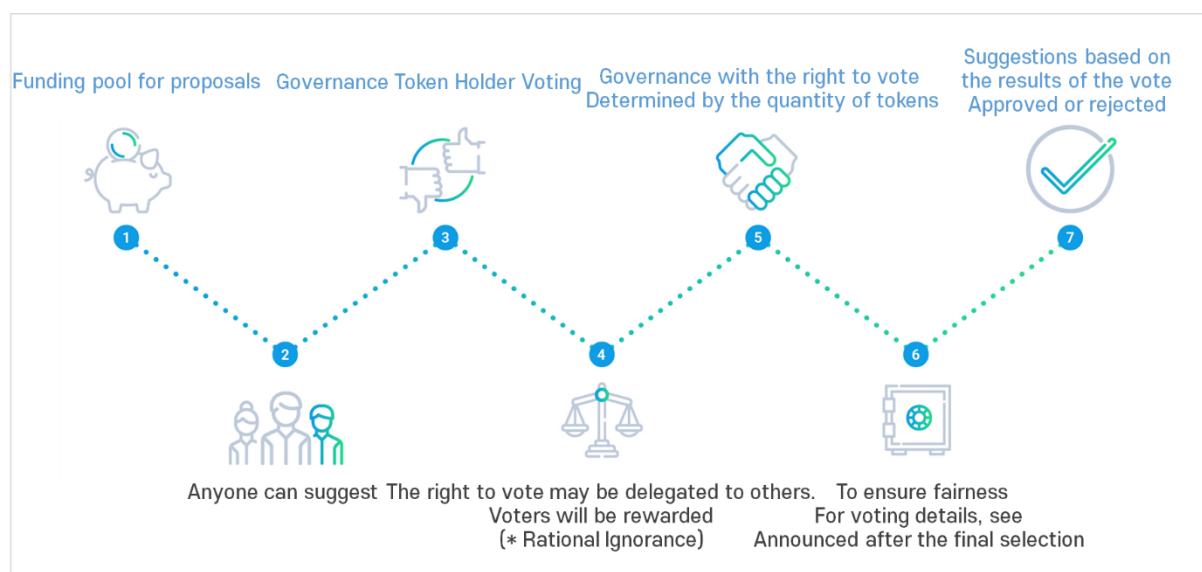 Funding pool for proposals
1
Anyone can suggest
2
Governance Token Holder Voting
3
The right to vote may be delegated to others.
Voters will be rewarded
(* Rational Ignorance)
4
Governance with the right to vote
Determined by the quantity of tokens
5
To ensure fairness
For voting details, see
Announced after the final selection
6
Suggestions based on
the results of the vote
Approved or rejected
7